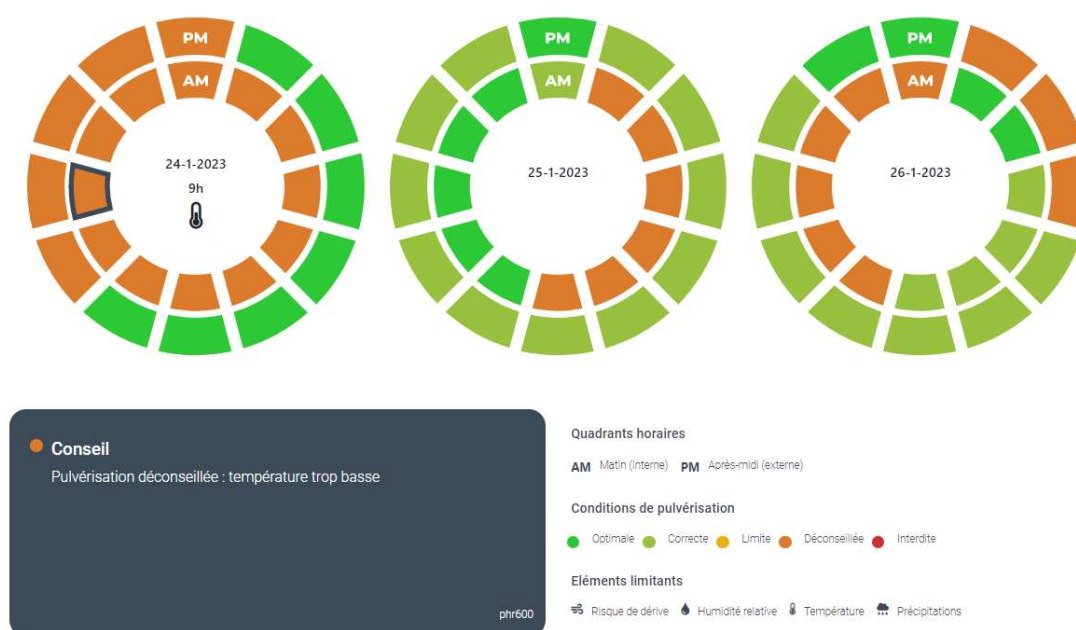 PM
AM
24-1-2023
9h
PM
AM
25-1-2023
PM
AM
26-1-2023
Conseil
Pulvérisation déconseillée : température trop basse
phr600
Quadrants horaires
AM Matin (interne) PM Après-midi (externe)
Conditions de pulvérisation
Optimale Correcte Limite Déconseillée Interdite
Eléments limitants
Risque de dérive Humidité relative Température Précipitations